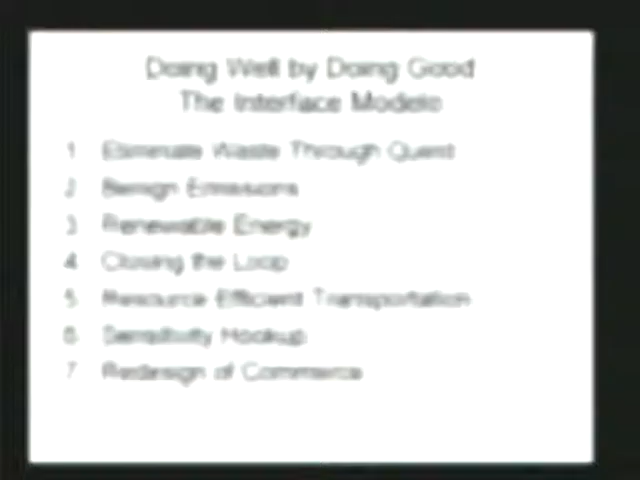 Doing Well by Doing Good
The Interface Modelo
1 Eliminate Waste Through Quest
2 Benign Emissions
3 Renewable Energy
4 Closing the Loop
5 Resource Efficient Transportation
6 Sensitivity Hookup
7 Redesign of Commerce